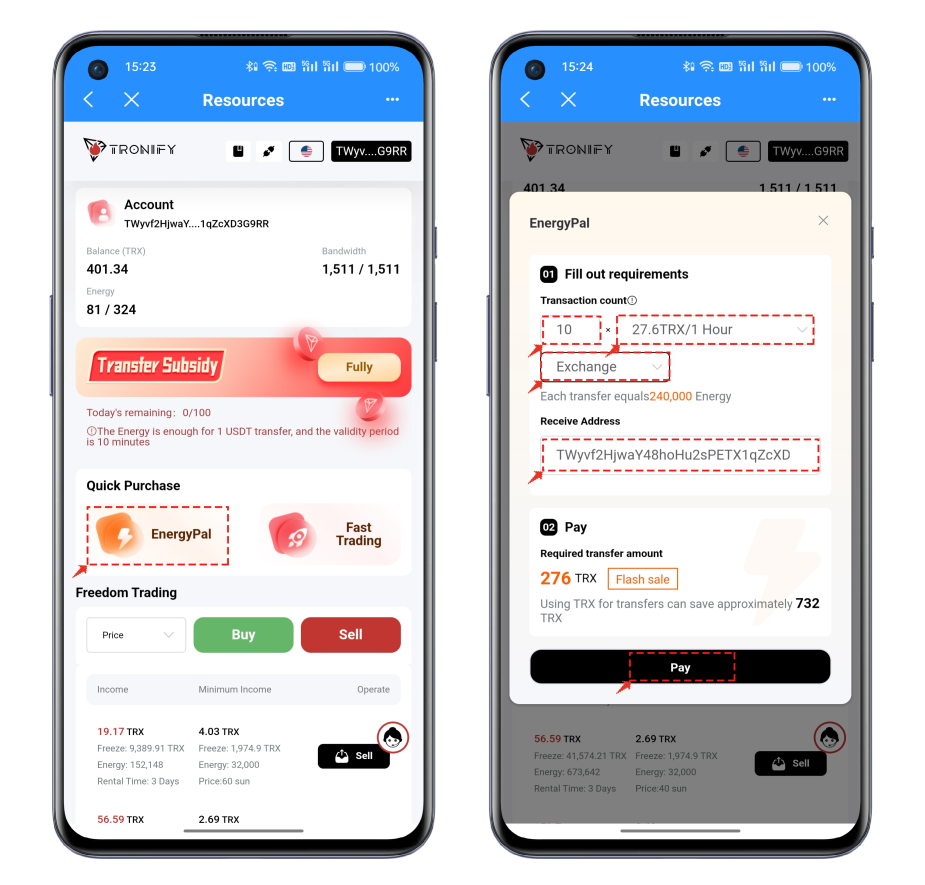 15:23
HD2 5G 5G 100%
Resources
TRONIFY
TWyv....G9RR
Account
TWyvf2HjwaY....1qZcXD3G9RR
Balance (TRX)
Bandwidth
401.34
1,511 / 1,511
Energy
81 / 324
Transfer Subsidy
Fully
Today's remaining: 0/100
The Energy is enough for 1 USDT transfer, and the validity period
is 10 minutes
Quick Purchase
EnergyPal
Fast
Trading
Freedom Trading
Price
Buy
Sell
Income
Minimum Income
Operate
19.17 TRX
4.03 TRX
Freeze: 9,389.91 TRX
Freeze: 1,974.9 TRX
Energy: 152,148
Energy: 32,000
Sell
Rental Time: 3 Days
Price:60 sun
56.59 TRX
2.69 TRX
15:24
HD2 5G 5G 100%
Resources
TRONIFY
TWyv....G9RR
401.34
1,511 / 1,511
EnergyPal
01 Fill out requirements
Transaction count
10 × 27.6TRX/1 Hour
Exchange
Each transfer equals240,000 Energy
Receive Address
TWyvf2HjwaY48hoHu2sPETX1qZcXD
02 Pay
Required transfer amount
276 TRX Flash sale
Using TRX for transfers can save approximately 732
TRX
Pay
56.59 TRX
2.69 TRX
Freeze: 41,574.21 TRX
Freeze: 1,974.9 TRX
Energy: 673,642
Energy: 32,000
Sell
Rental Time: 3 Days
Price:40 sun